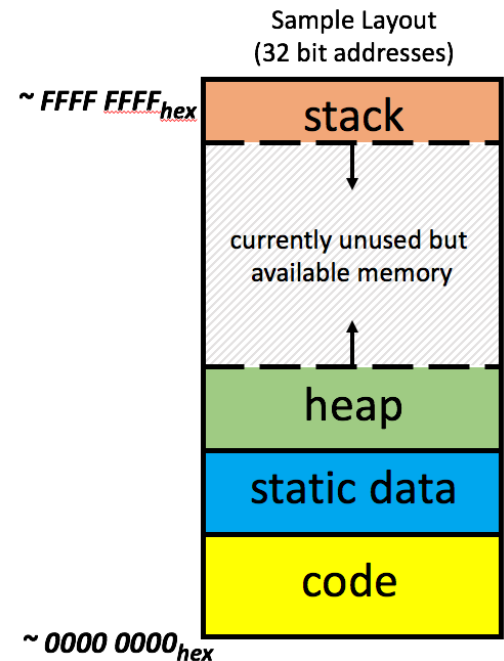 Sample Layout
(32 bit addresses)
~ FFFF FFFFhex
stack
currently unused but
available memory
heap
static data
code
~ 0000 0000hex